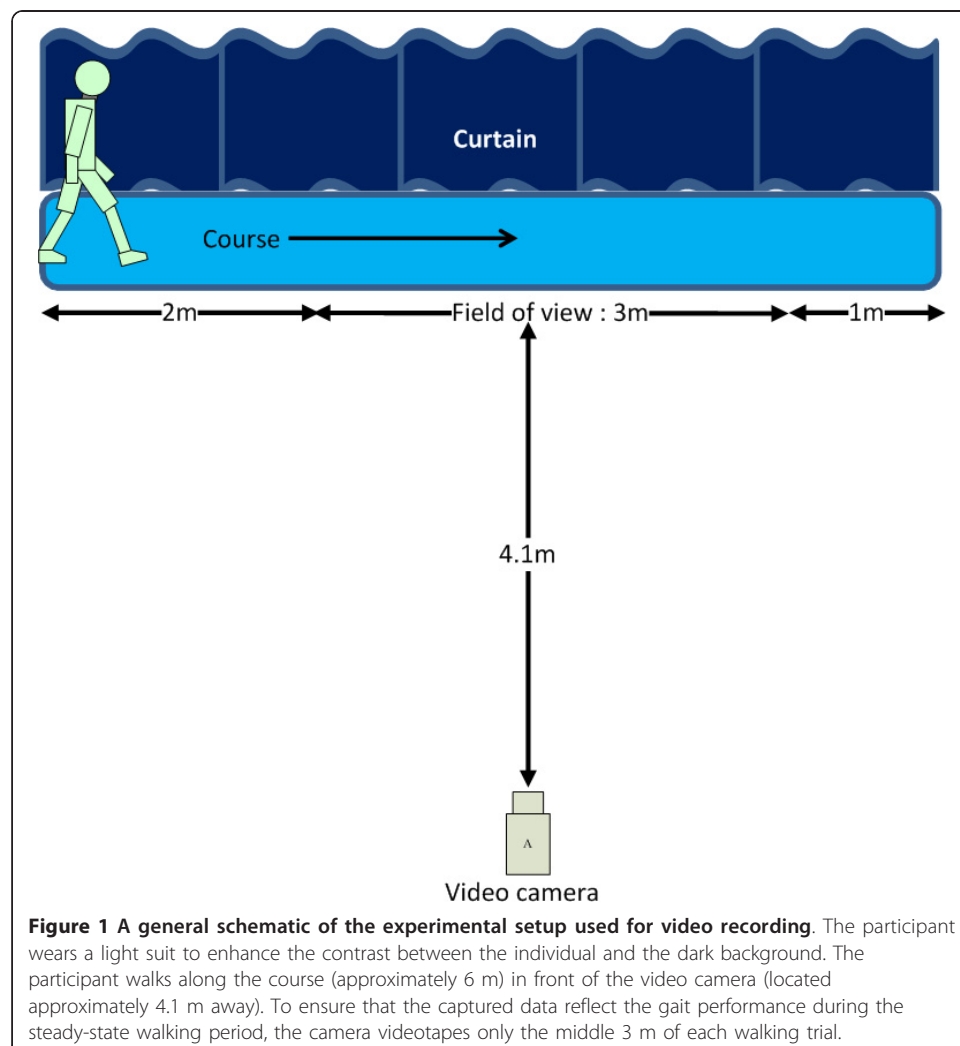 Curtain
Course
2m
Field of view : 3m
1m
4.1m
A
Video camera
Figure 1 A general schematic of the experimental setup used for video recording. The participant
wears a light suit to enhance the contrast between the individual and the dark background. The
participant walks along the course (approximately 6 m) in front of the video camera (located
approximately 4.1 m away). To ensure that the captured data reflect the gait performance during the
steady-state walking period, the camera videotapes only the middle 3 m of each walking trial.